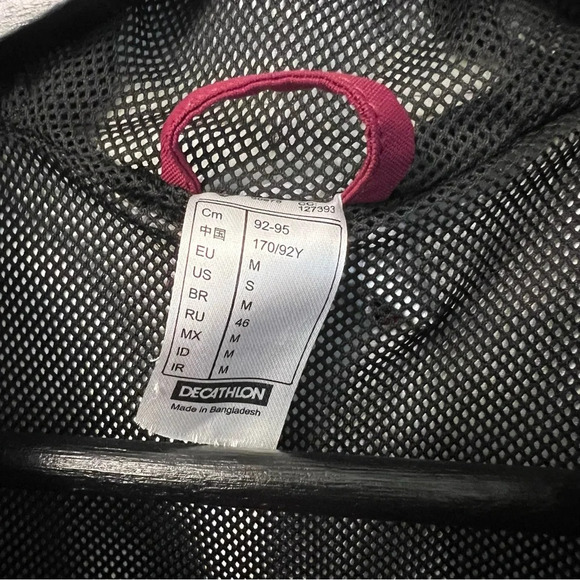 127393
Cm 92-95
中国 170/92Y
EU M
US S
BR M
RU 46
MX M
ID M
IR M
DECATHLON
Made in Bangladesh